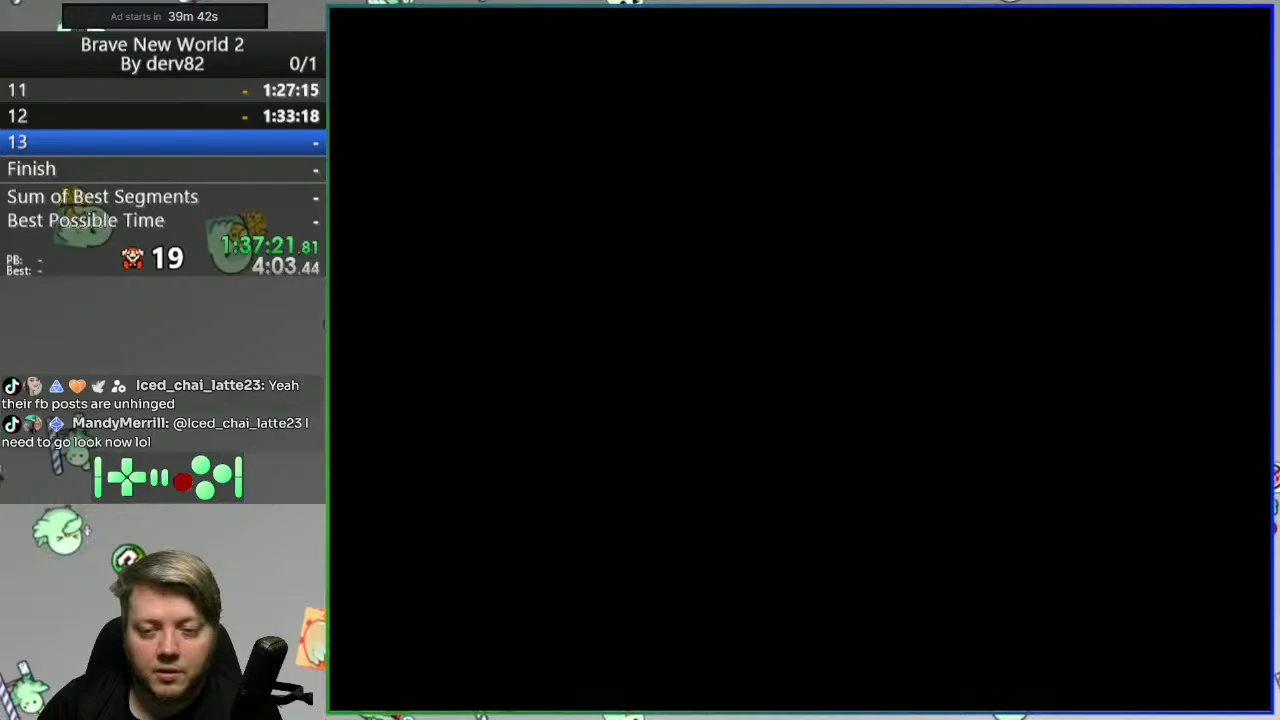 Ad starts in 39m 42s
Brave New World 2
By derv82 0/1
11 - 1:27:15
12 - 1:33:18
13 -
Finish -
Sum of Best Segments -
Best Possible Time -
PB: -
Best: -
19
1:37:21.81
4:03.44
Iced_chai_latte23: Yeah
their fb posts are unhinged
MandyMerrill: @Iced_chai_latte23 I
need to go look now lol